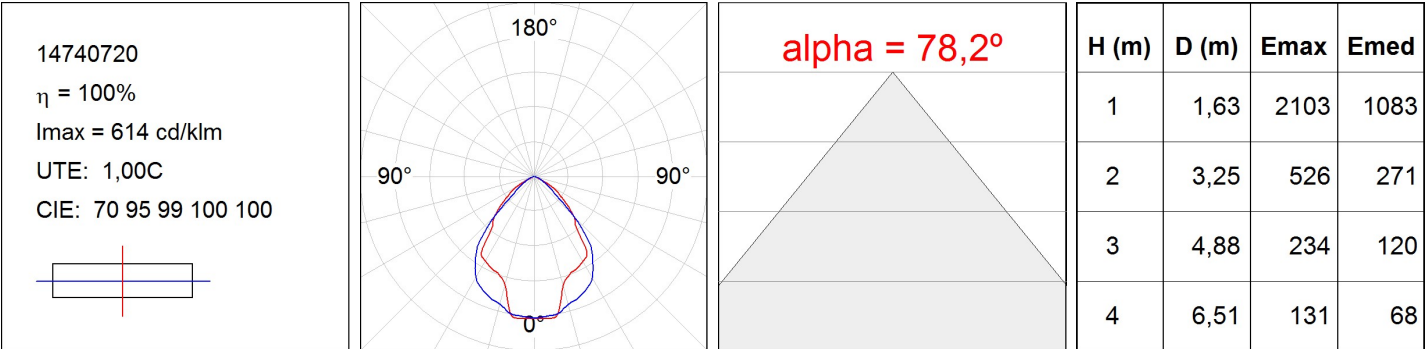 14740720
η = 100%
Imax = 614 cd/klm
UTE: 1,00C
CIE: 70 95 99 100 100
180°
90° 90°
0°
alpha = 78,2º
H (m) D (m) Emax Emed
1 1,63 2103 1083
2 3,25 526 271
3 4,88 234 120
4 6,51 131 68